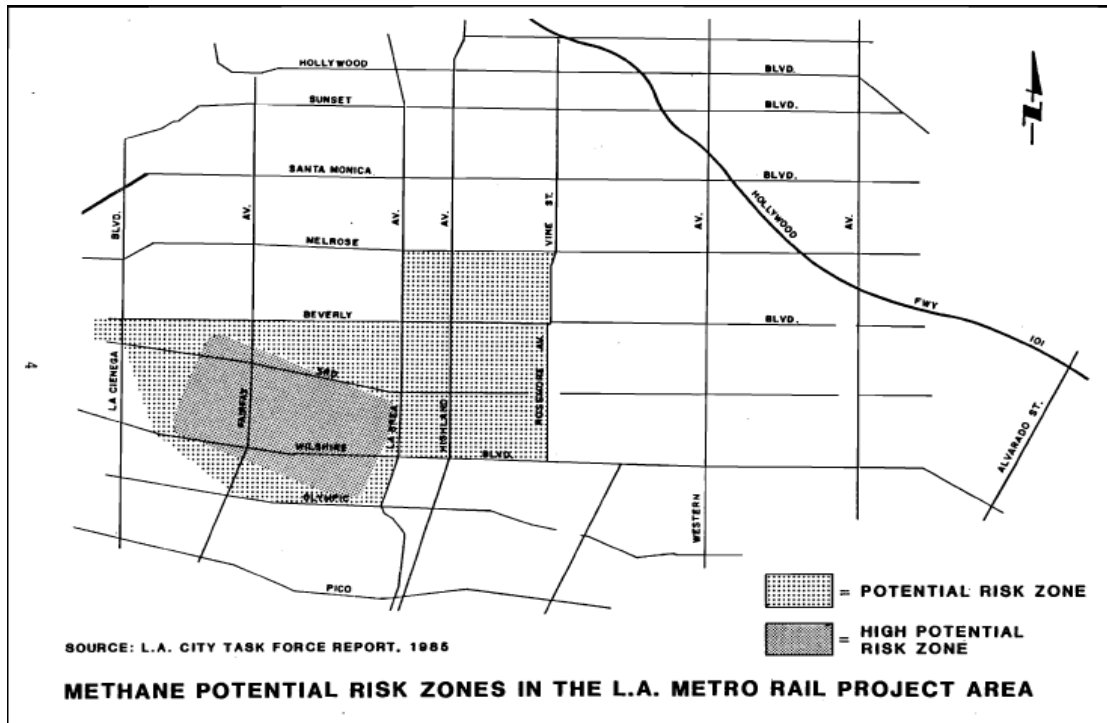 HOLLYWOOD BLVD.
SUNSET BLVD.
SANTA MONICA BLVD.
BLVD.
AV.
AV.
AV.
VINE ST.
AV.
HOLLYWOOD
AV.
MELROSE
FWY
BEVERLY BLVD.
101
4
LA CIENEGA
3RD
FAIRFAX
LA BREA
HIGHLAND
ROSSMORE AV.
WILSHIRE BLVD.
ALVARADO ST.
OLYMPIC
WESTERN
PICO
= POTENTIAL RISK ZONE
= HIGH POTENTIAL
RISK ZONE
SOURCE: L.A. CITY TASK FORCE REPORT, 1985
METHANE POTENTIAL RISK ZONES IN THE L.A. METRO RAIL PROJECT AREA